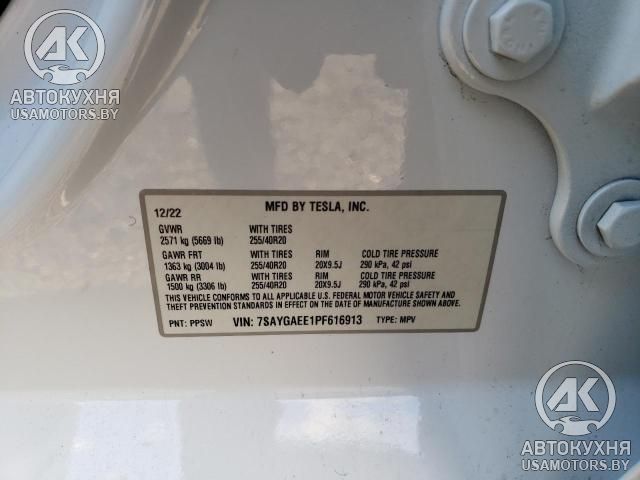 AK
АВТОКУХНЯ
USAMOTORS.BY
12/22 MFD BY TESLA, INC.
GVWR WITH TIRES
2571 kg (5669 lb) 255/40R20
GAWR FRT WITH TIRES RIM COLD TIRE PRESSURE
1363 kg (3004 lb) 255/40R20 20X9.5J 290 kPa, 42 psi
GAWR RR WITH TIRES RIM COLD TIRE PRESSURE
1500 kg (3306 lb) 255/40R20 20X9.5J 290 kPa, 42 psi
THIS VEHICLE CONFORMS TO ALL APPLICABLE U.S. FEDERAL MOTOR VEHICLE SAFETY AND
THEFT PREVENTION STANDARDS IN EFFECT ON THE DATE OF MANUFACTURE SHOWN ABOVE.
PNT: PPSW VIN: 7SAYGAEE1PF616913 TYPE: MPV
AK
АВТОКУХНЯ
USAMOTORS.BY